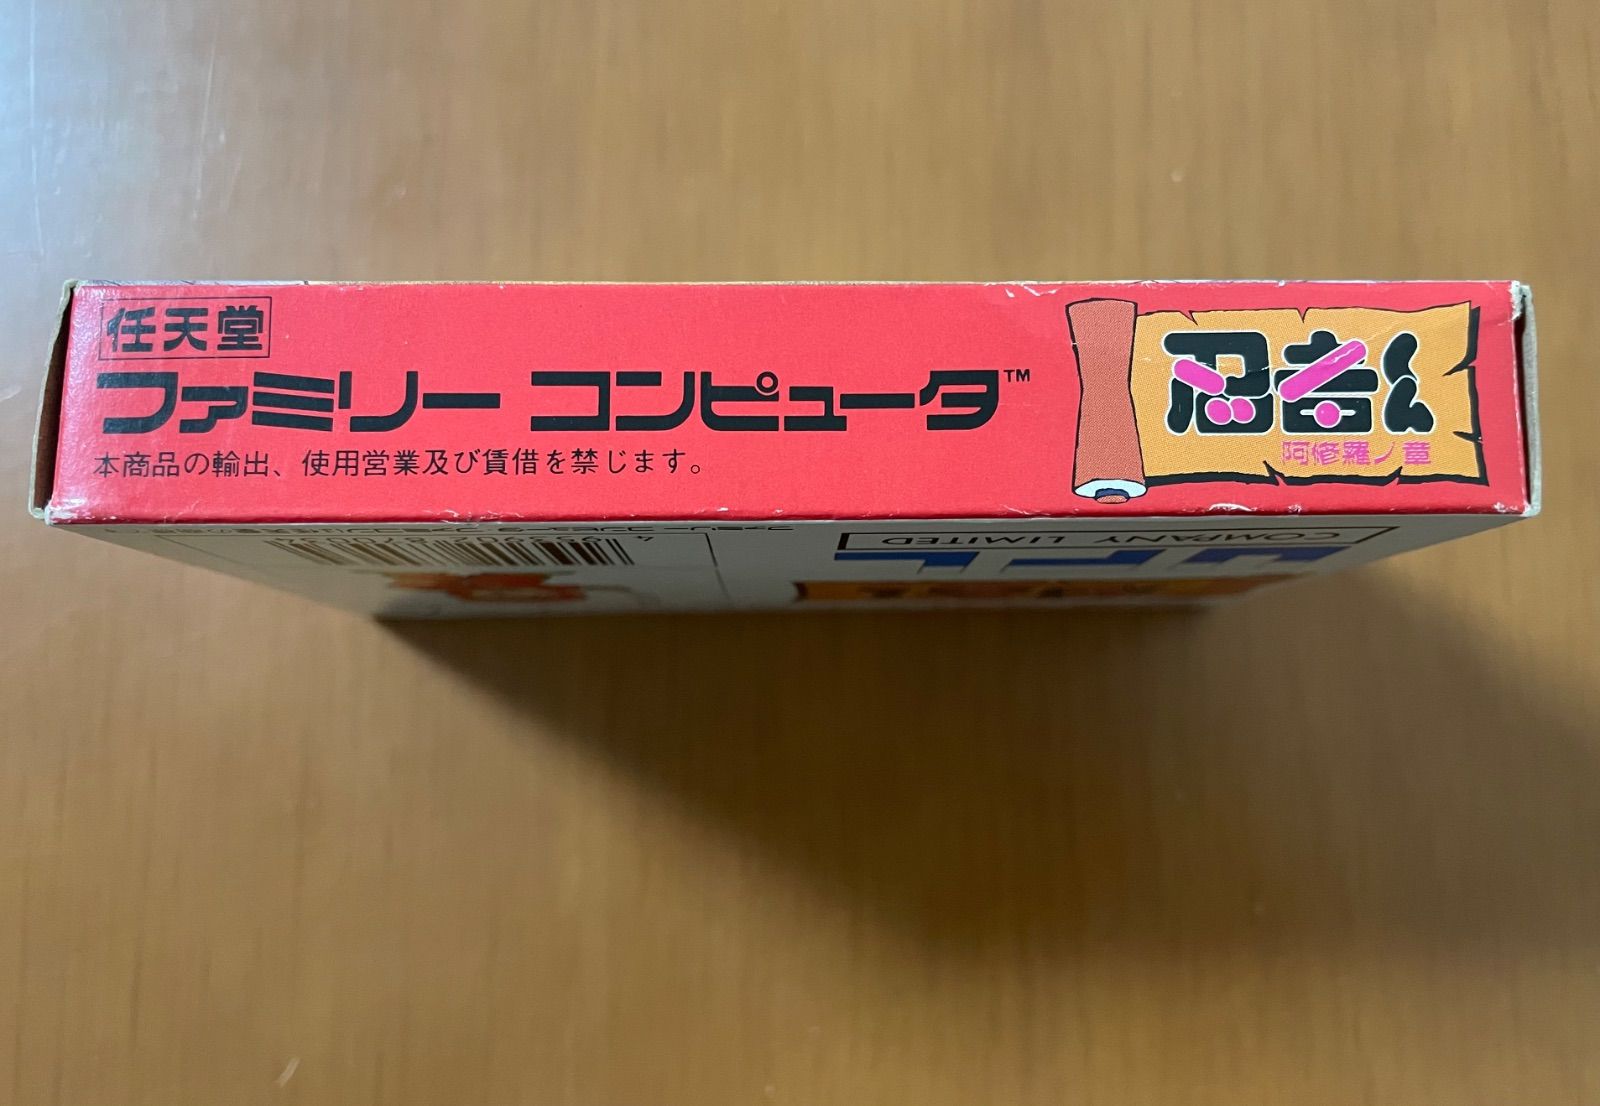 任天堂
ファミリー コンピュータ™
本商品の輸出、使用営業及び賃借を禁じます。
忍者くん
阿修羅ノ章
COMPANY LIMITED